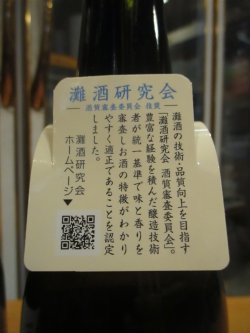 灘酒研究会
酒質審査委員会 推奨
灘酒の技術・品質向上を目指す
「灘酒研究会 酒質審査委員会」。
豊富な経験を積んだ醸造技術
者が統一基準で味と香りを
審査しお酒の特徴がわかり
やすく適正であることを認定
しました。
灘酒研究会
ホームページ▼